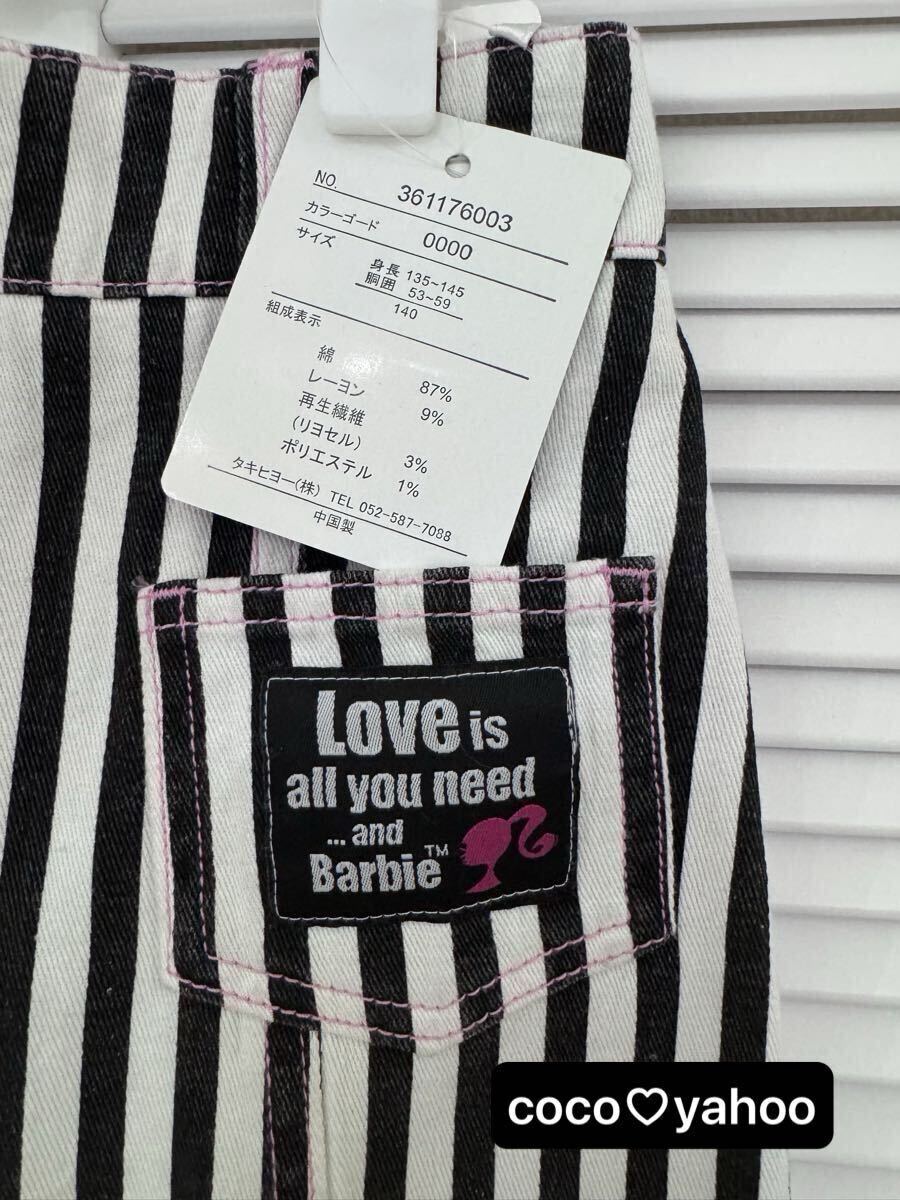 NO. 361176003
カラーゴード 0000
サイズ
身長 135~145
胴囲 53~59
140
組成表示
綿 87%
レーヨン 9%
再生繊維
(リヨセル) 3%
ポリエステル 1%
タキヒヨー(株) TEL 052-587-7088
中国製
Love is
all you need
... and
Barbie™
coco♡yahoo